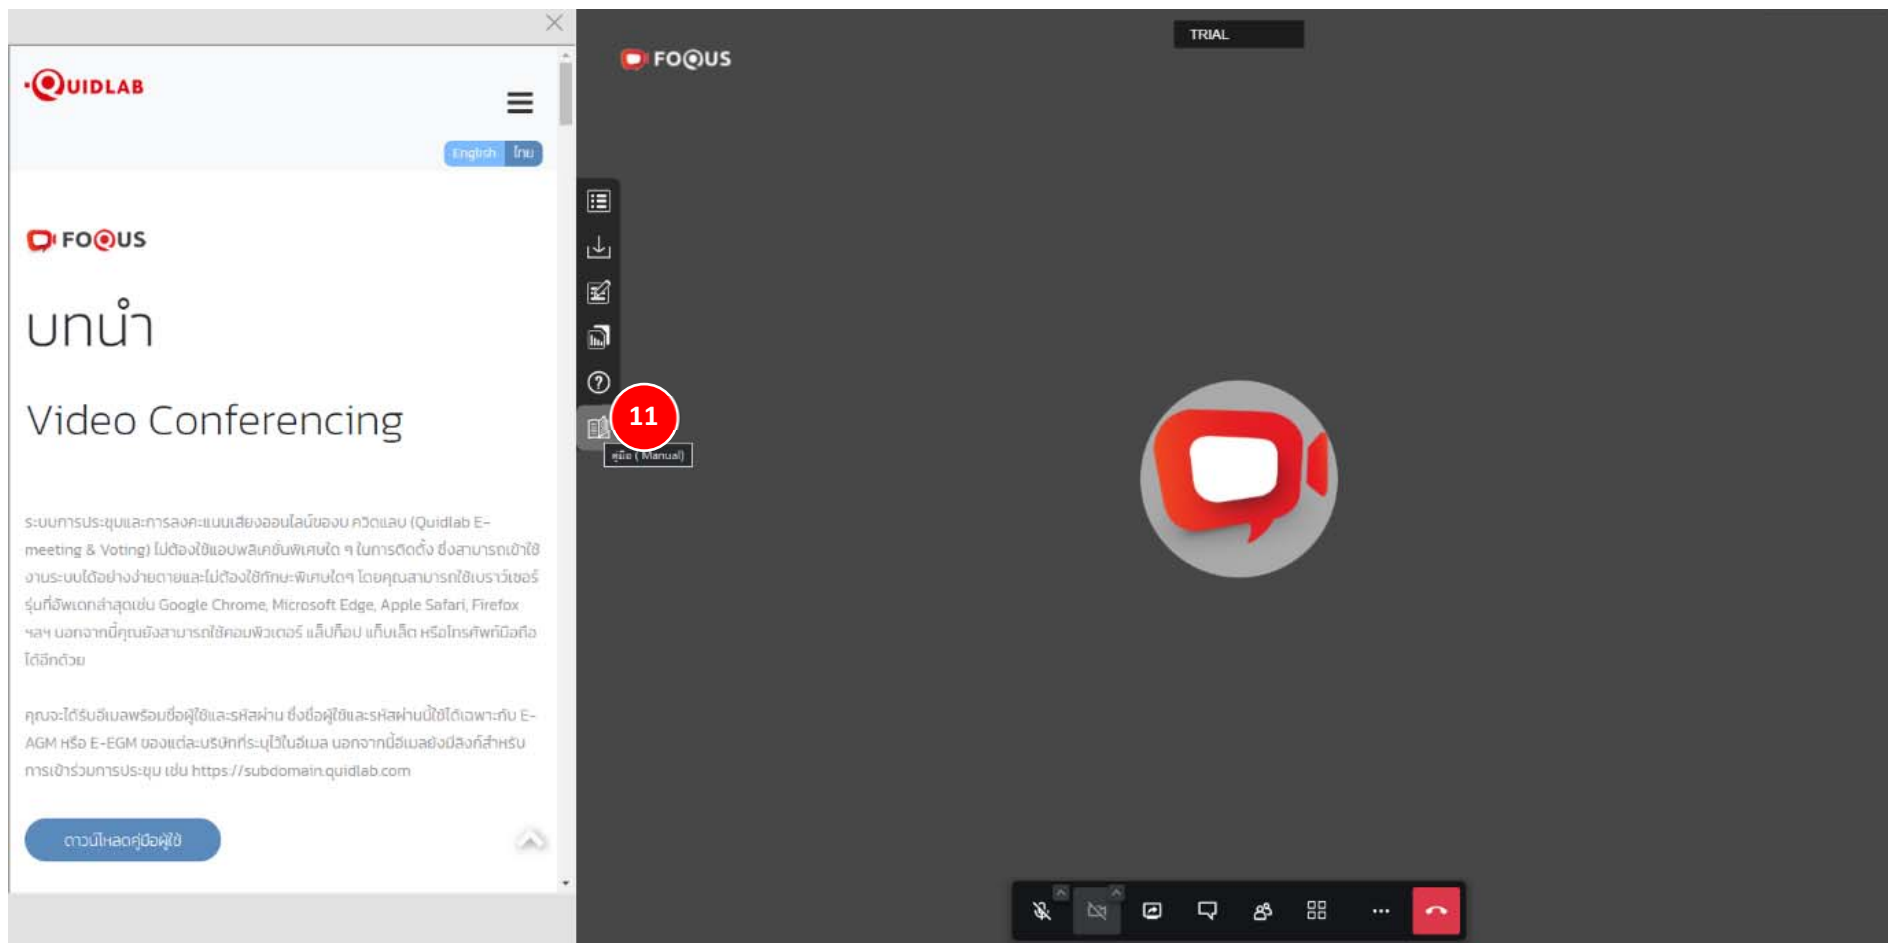 QUIDLAB
English ไทย
FOQUS
บทนำ
Video Conferencing
ระบบการประชุมและการลงคะแนนเสียงออนไลน์ของบ ควิดแลบ (Quidlab E-
meeting & Voting) ไม่ต้องใช้แอปพลิเคชั่นพิเศษใด ๆ ในการติดตั้ง ซึ่งสามารถเข้าใช้
งานระบบได้อย่างง่ายดายและไม่ต้องใช้ทักษะพิเศษใดๆ โดยคุณสามารถใช้เบราว์เซอร์
รุ่นที่อัพเดทล่าสุดเช่น Google Chrome, Microsoft Edge, Apple Safari, Firefox
ฯลฯ นอกจากนี้คุณยังสามารถใช้คอมพิวเตอร์ แล็ปท็อป แท็บเล็ต หรือโทรศัพท์มือถือ
ได้อีกด้วย
คุณจะได้รับอีเมลพร้อมชื่อผู้ใช้และรหัสผ่าน ซึ่งชื่อผู้ใช้และรหัสผ่านนี้ใช้ได้เฉพาะกับ E-
AGM หรือ E-EGM ของแต่ละบริษัทที่ระบุไว้ในอีเมล นอกจากนี้อีเมลยังมีลิงก์สำหรับ
การเข้าร่วมการประชุม เช่น https://subdomain.quidlab.com
ดาวน์โหลดคู่มือผู้ใช้
FOQUS
TRIAL
11
คู่มือ ( Manual)